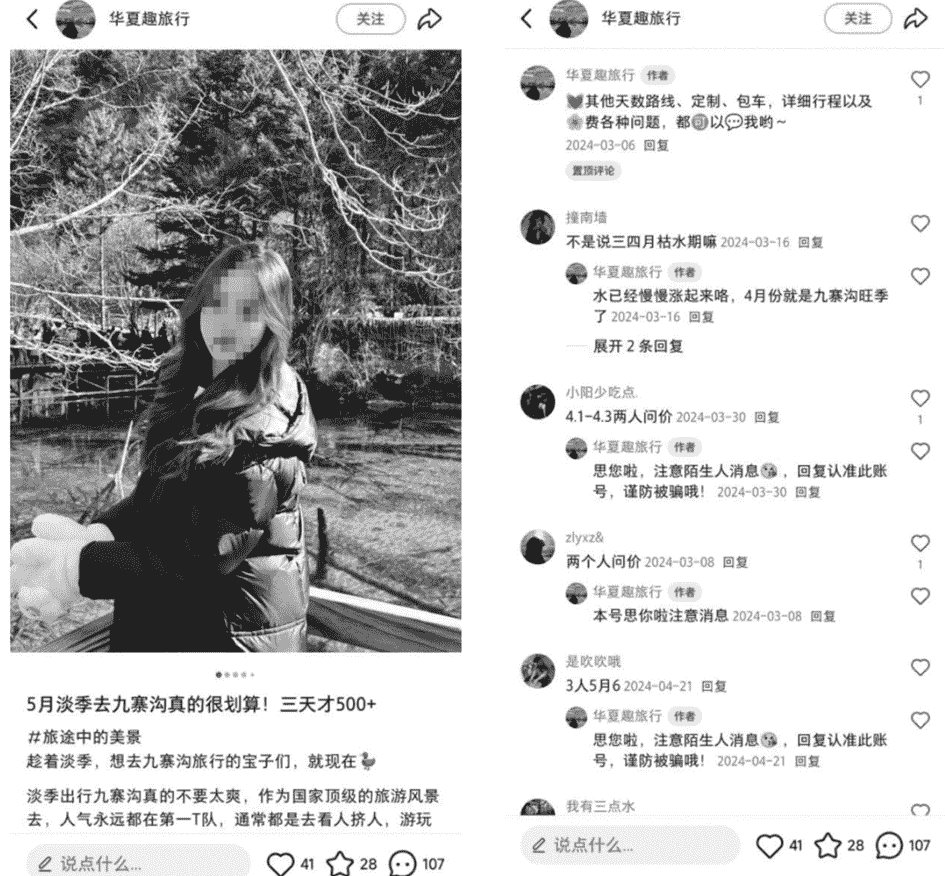 华夏趣旅行
关注
5月淡季去九寨沟真的很划算！三天才500+
#旅途中的美景
趁着淡季，想去九寨沟旅行的宝子们，就现在
淡季出行九寨沟真的不要太爽，作为国家顶级的旅游风景
去，人气永远都在第一T队，通常都是去看人挤人，游玩
说点什么...
41
28
107
华夏趣旅行
关注
华夏趣旅行 作者
其他天数路线、定制、包车，详细行程以及
费各种问题，都可以我哟～
2024-03-06 回复
1
置顶评论
撞南墙
不是说三四月枯水期嘛 2024-03-16 回复
华夏趣旅行 作者
水已经慢慢涨起来咯，4月份就是九寨沟旺季
了 2024-03-16 回复
展开 2 条回复
小阳少吃点.
4.1-4.3两人问价 2024-03-30 回复
1
华夏趣旅行 作者
思您啦，注意陌生人消息，回复认准此账
号，谨防被骗哦！ 2024-03-30 回复
zlyxz&
两个人问价 2024-03-08 回复
1
华夏趣旅行 作者
本号思你啦注意消息 2024-03-08 回复
是吹吹哦
3人5月6 2024-04-21 回复
华夏趣旅行 作者
思您啦，注意陌生人消息，回复认准此账
号，谨防被骗哦！ 2024-04-21 回复
我有三点水
说点什么...
41
28
107